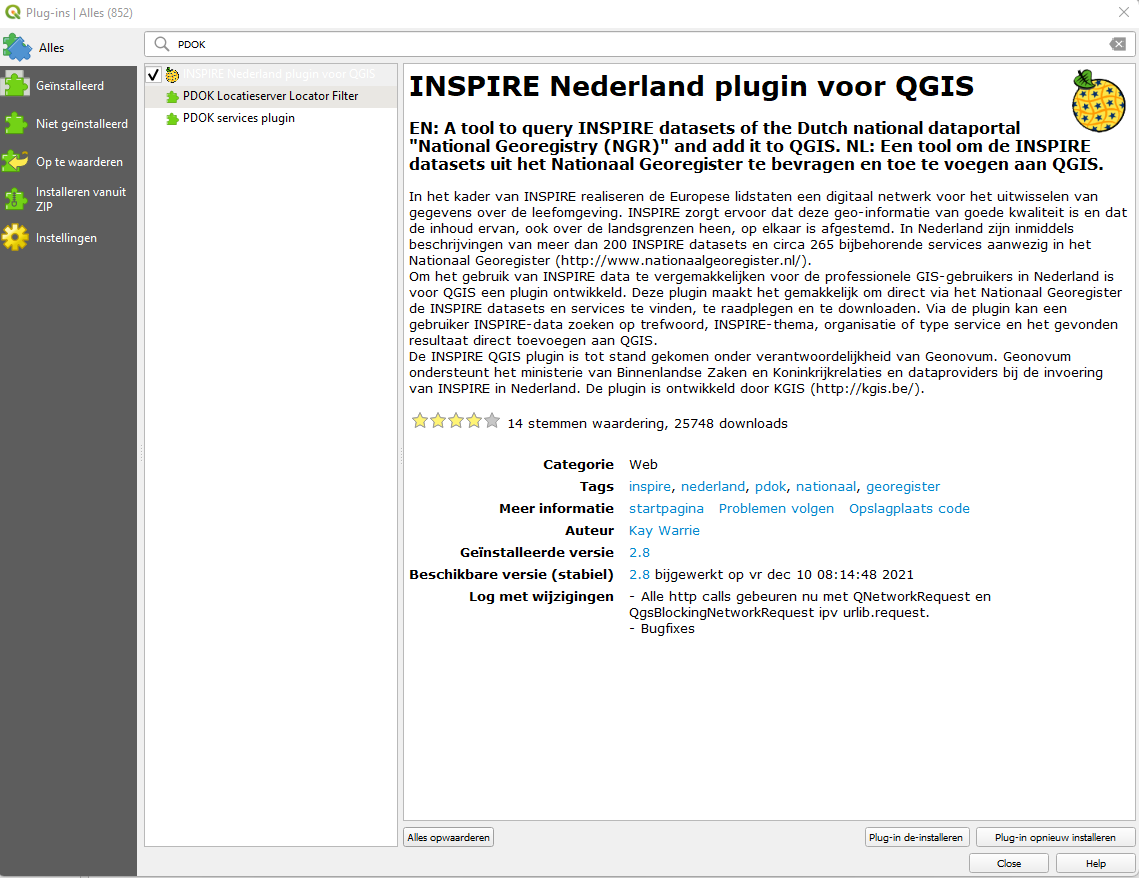 Plug-ins | Alles (852)
Alles
Geïnstalleerd
Niet geïnstalleerd
Op te waarderen
Installeren vanuit
ZIP
Instellingen
PDOK
INSPIRE Nederland plugin voor QGIS
PDOK Locatieserver Locator Filter
PDOK services plugin
INSPIRE Nederland plugin voor QGIS
EN: A tool to query INSPIRE datasets of the Dutch national dataportal
"National Georegistry (NGR)" and add it to QGIS. NL: Een tool om de INSPIRE
datasets uit het Nationaal Georegister te bevragen en toe te voegen aan QGIS.
In het kader van INSPIRE realiseren de Europese lidstaten een digitaal netwerk voor het uitwisselen van
gegevens over de leefomgeving. INSPIRE zorgt ervoor dat deze geo-informatie van goede kwaliteit is en dat
de inhoud ervan, ook over de landsgrenzen heen, op elkaar is afgestemd. In Nederland zijn inmiddels
beschrijvingen van meer dan 200 INSPIRE datasets en circa 265 bijbehorende services aanwezig in het
Nationaal Georegister (http://www.nationaalgeoregister.nl/).
Om het gebruik van INSPIRE data te vergemakkelijken voor de professionele GIS-gebruikers in Nederland is
voor QGIS een plugin ontwikkeld. Deze plugin maakt het gemakkelijk om direct via het Nationaal Georegister
de INSPIRE datasets en services te vinden, te raadplegen en te downloaden. Via de plugin kan een
gebruiker INSPIRE-data zoeken op trefwoord, INSPIRE-thema, organisatie of type service en het gevonden
resultaat direct toevoegen aan QGIS.
De INSPIRE QGIS plugin is tot stand gekomen onder verantwoordelijkheid van Geonovum. Geonovum
ondersteunt het ministerie van Binnenlandse Zaken en Koninkrijkrelaties en dataproviders bij de invoering
van INSPIRE in Nederland. De plugin is ontwikkeld door KGIS (http://kgis.be/).
14 stemmen waardering, 25748 downloads
Categorie Web
Tags inspire, nederland, pdok, nationaal, georegister
Meer informatie startpagina Problemen volgen Opslagplaats code
Auteur Kay Warrie
Geïnstalleerde versie 2.8
Beschikbare versie (stabiel) 2.8 bijgewerkt op vr dec 10 08:14:48 2021
Log met wijzigingen - Alle http calls gebeuren nu met QNetworkRequest en
QgsBlockingNetworkRequest ipv urlib.request.
- Bugfixes
Alles opwaarderen
Plug-in de-installeren
Plug-in opnieuw installeren
Close
Help